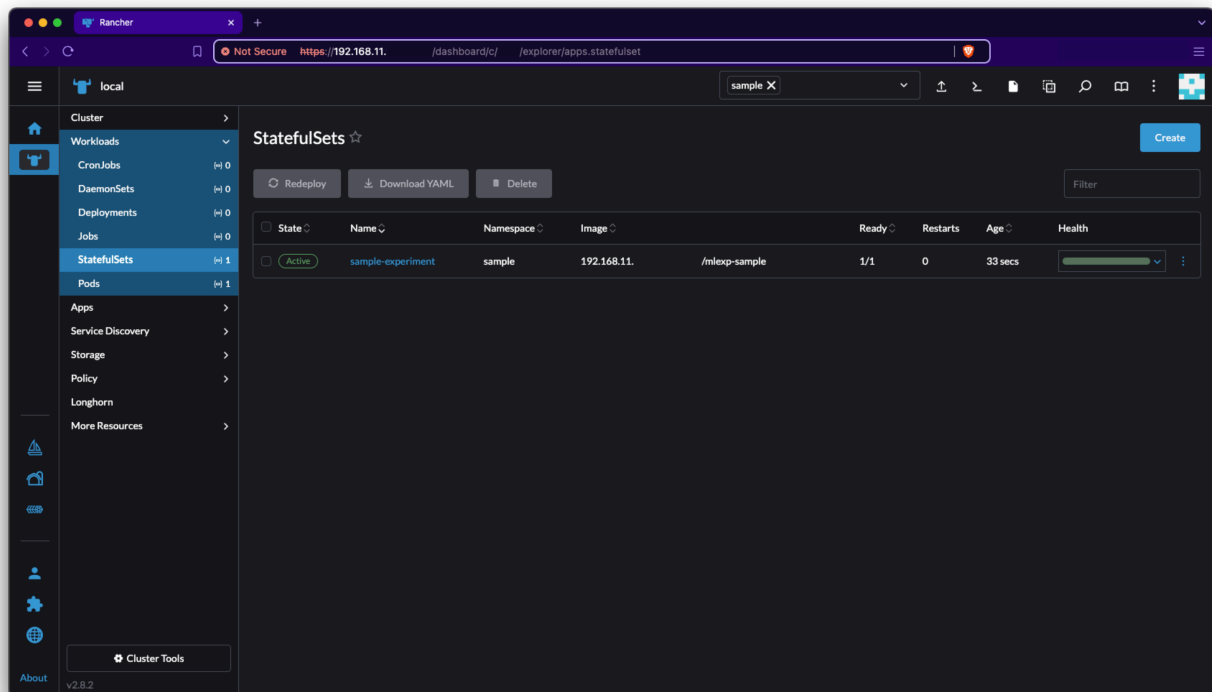 Rancher
Not Secure https://192.168.11. /dashboard/c/ /explorer/apps.statefulset
local
sample
Cluster
Workloads
CronJobs 0
DaemonSets 0
Deployments 0
Jobs 0
StatefulSets 1
Pods 1
Apps
Service Discovery
Storage
Policy
Longhorn
More Resources
Cluster Tools
About
v2.8.2
StatefulSets
Create
Redeploy Download YAML Delete
Filter
State Name Namespace Image Ready Restarts Age Health
Active sample-experiment sample 192.168.11. /mlexp-sample 1/1 0 33 secs